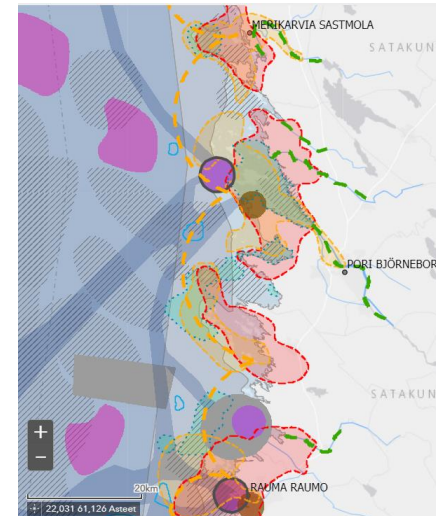 MERIKARVIA SASTMOLA
SATAKUN
PORI BJÖRNEBOR
SATAKUN
+
−
20km
RAUMA RAUMO
22,031 61,126 Asteet